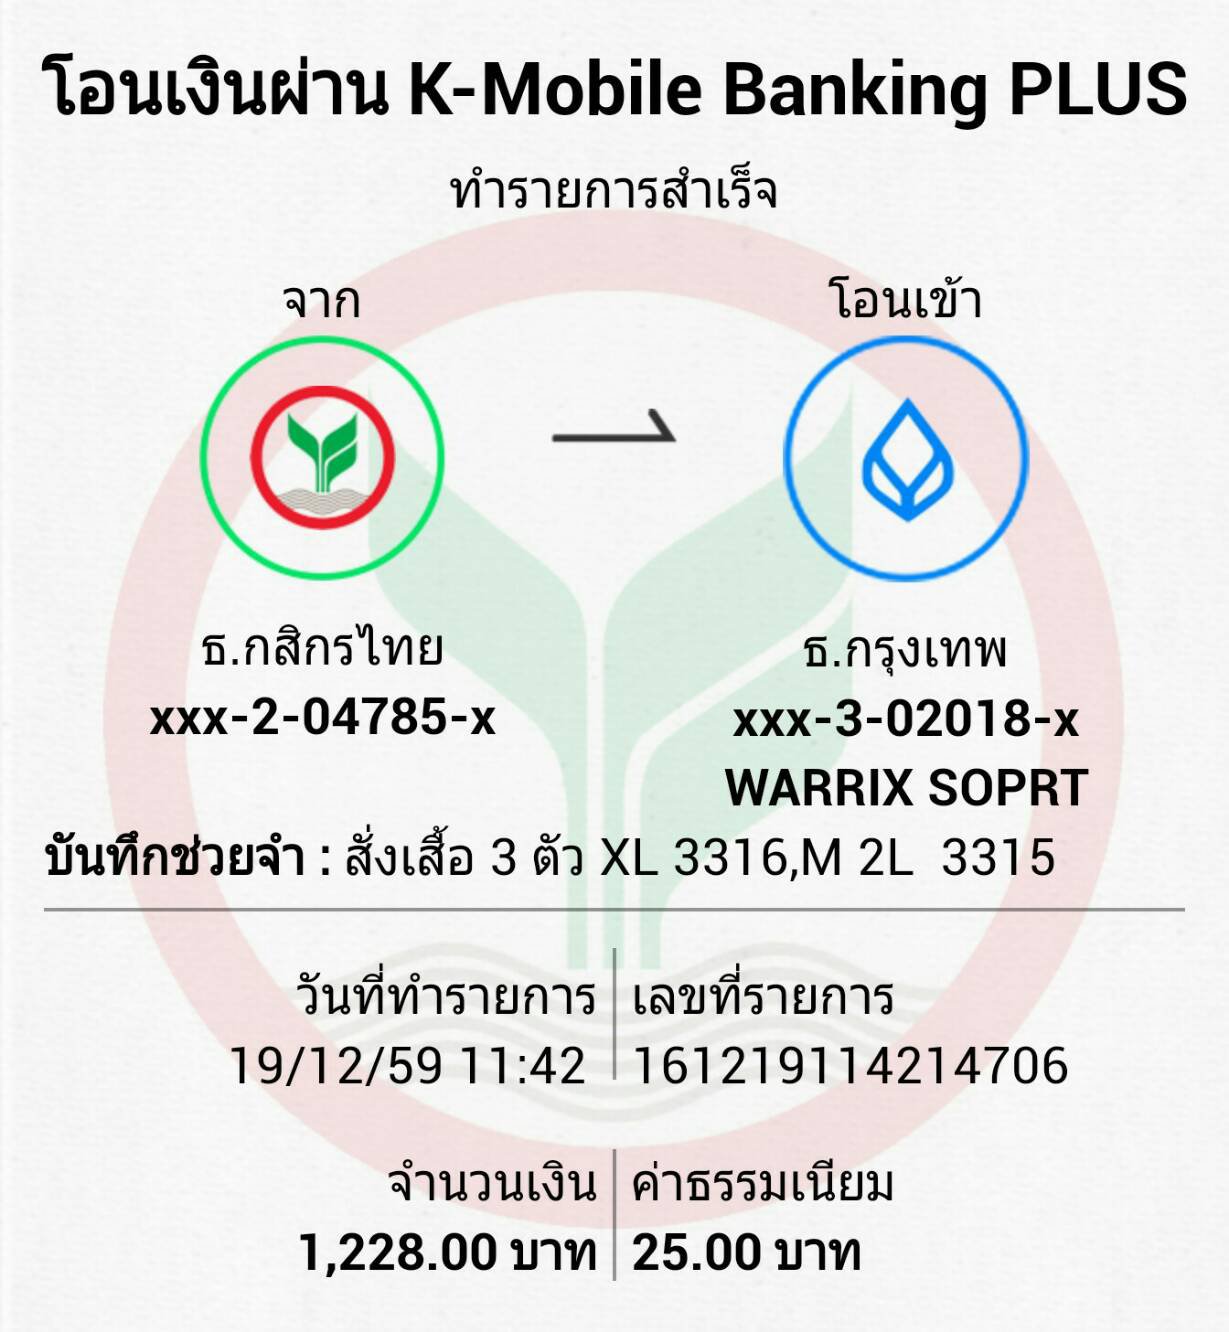 โอนเงินผ่าน K-Mobile Banking PLUS
ทำรายการสำเร็จ
จาก
โอนเข้า
ธ.กสิกรไทย
xxx-2-04785-x
ธ.กรุงเทพ
xxx-3-02018-x
WARRIX SOPRT
บันทึกช่วยจำ : สั่งเสื้อ 3 ตัว XL 3316,M 2L  3315
วันที่ทำรายการ
19/12/59 11:42
เลขที่รายการ
161219114214706
จำนวนเงิน
1,228.00 บาท
ค่าธรรมเนียม
25.00 บาท